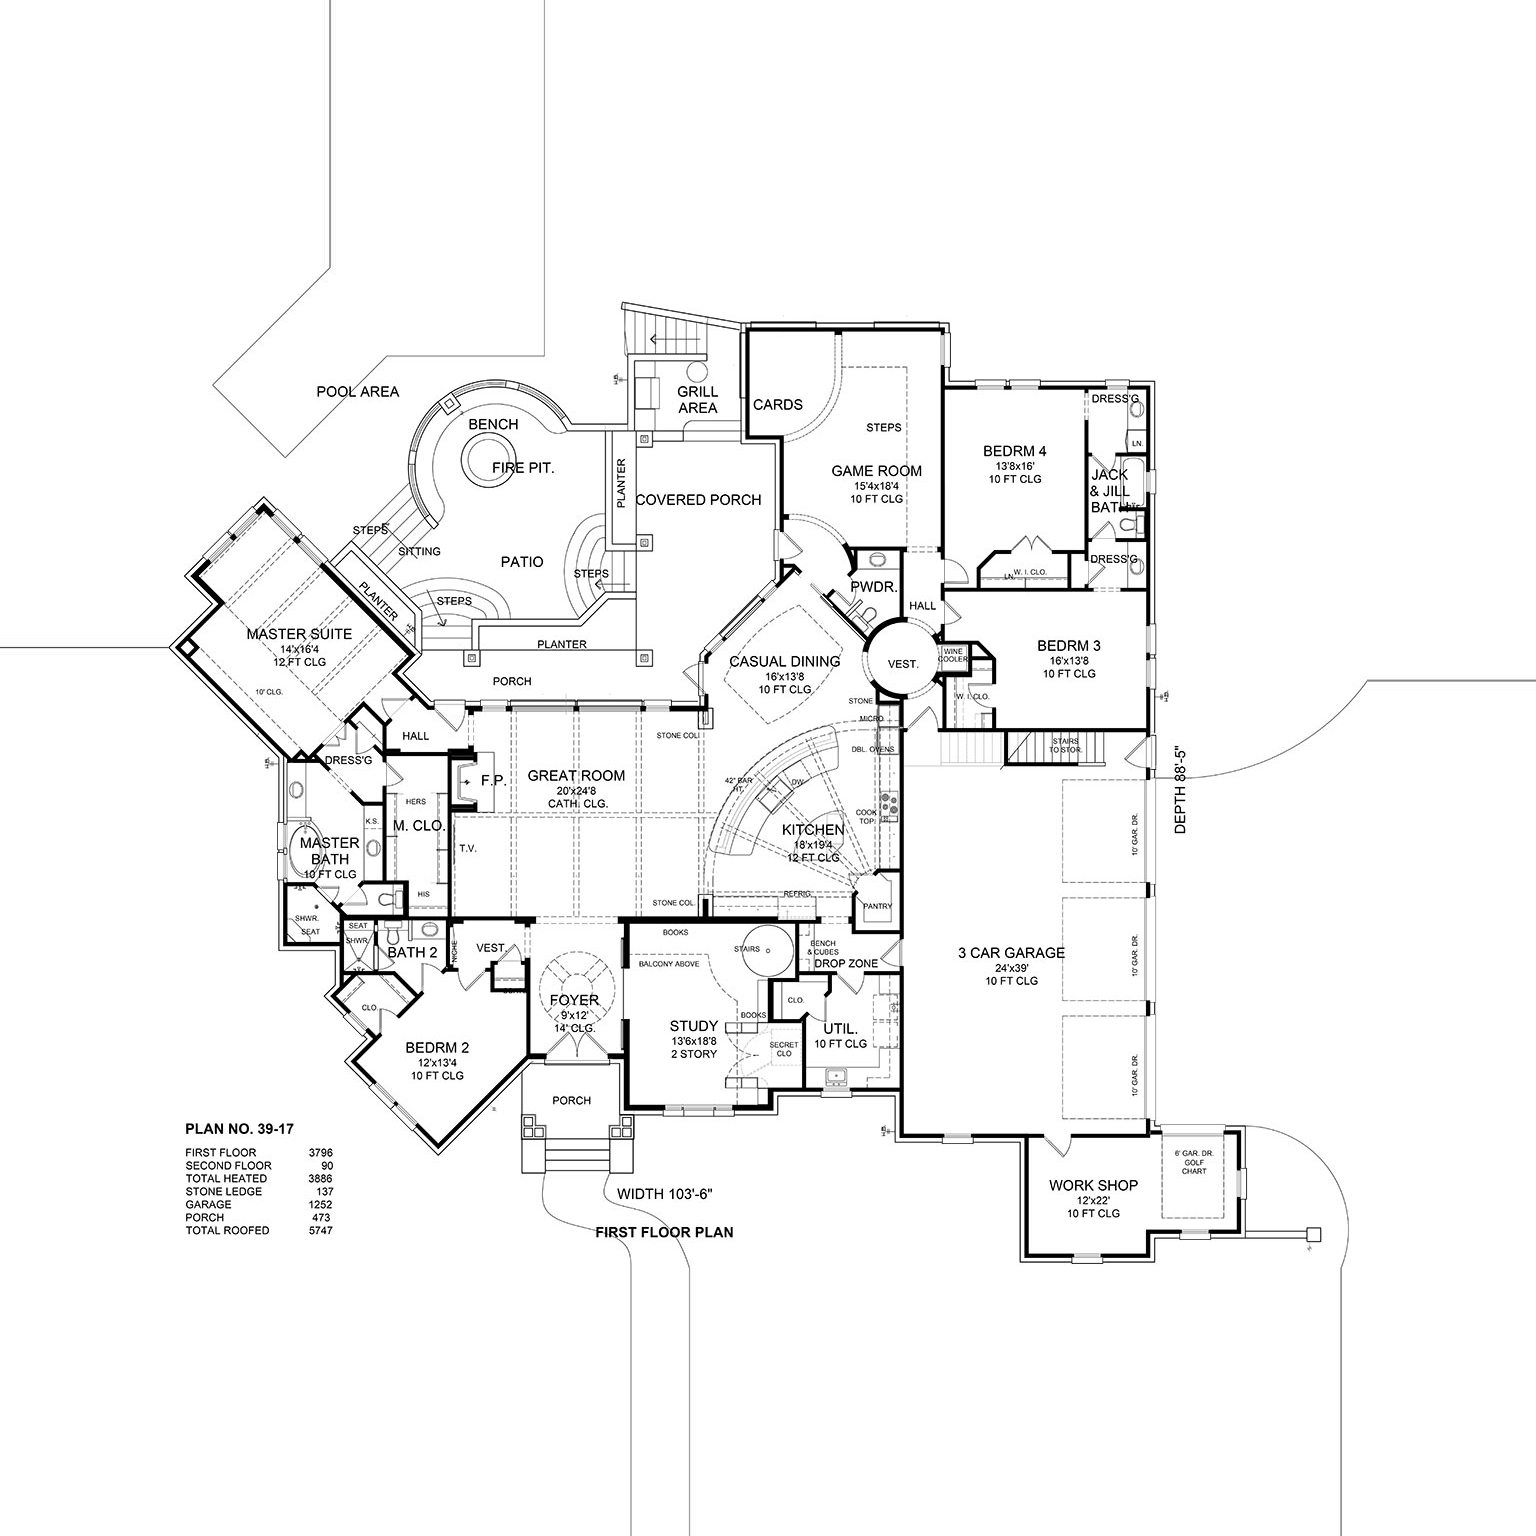 POOL AREA
BENCH
FIRE PIT.
STEPS
SITTING
PATIO
STEPS
STEPS
PLANTER
PLANTER
PLANTER
H.B.
GRILL
AREA
COVERED PORCH
PORCH
CARDS
STEPS
GAME ROOM
15'4x18'4
10 FT CLG
BEDRM 4
13'8x16'
10 FT CLG
DRESS'G
LN.
JACK
& JILL
BATH
DRESS'G
W. I. CLO.
LN.
PWDR.
HALL
VEST.
WINE
COOLER
BEDRM 3
16'x13'8
10 FT CLG
W. I. CLO.
H.B.
MASTER SUITE
14'x16'4
12 FT CLG
10' CLG.
H.B.
HALL
DRESS'G
H.B.
HERS
M. CLO.
HIS
K.S.
MASTER
BATH
10 FT CLG
SHWR.
SEAT
F.P.
T.V.
GREAT ROOM
20'x24'8
CATH. CLG.
STONE COL.
STONE COL.
CASUAL DINING
16'x13'8
10 FT CLG
STONE
MICRO
DBL. OVENS
42" BAR
HT.
DW.
COOK
TOP.
KITCHEN
18'x19'4
12 FT CLG
REFRIG.
PANTRY
STAIRS
TO STOR.
DEPTH 88'-5"
10' GAR. DR.
10' GAR. DR.
10' GAR. DR.
3 CAR GARAGE
24'x39'
10 FT CLG
SEAT
SHWR.
BATH 2
NICHE
VEST.
CLO.
BEDRM 2
12'x13'4
10 FT CLG
FOYER
9'x12'
14' CLG.
BOOKS
STAIRS
BALCONY ABOVE
BOOKS
STUDY
13'6x18'8
2 STORY
SECRET
CLO
BENCH
& CUBES
DROP ZONE
CLO.
UTIL.
10 FT CLG
PORCH
H.B.
6' GAR. DR.
GOLF
CHART
WORK SHOP
12'x22'
10 FT CLG
PLAN NO. 39-17
FIRST FLOOR 3796
SECOND FLOOR 90
TOTAL HEATED 3886
STONE LEDGE 137
GARAGE 1252
PORCH 473
TOTAL ROOFED 5747
WIDTH 103'-6"
FIRST FLOOR PLAN